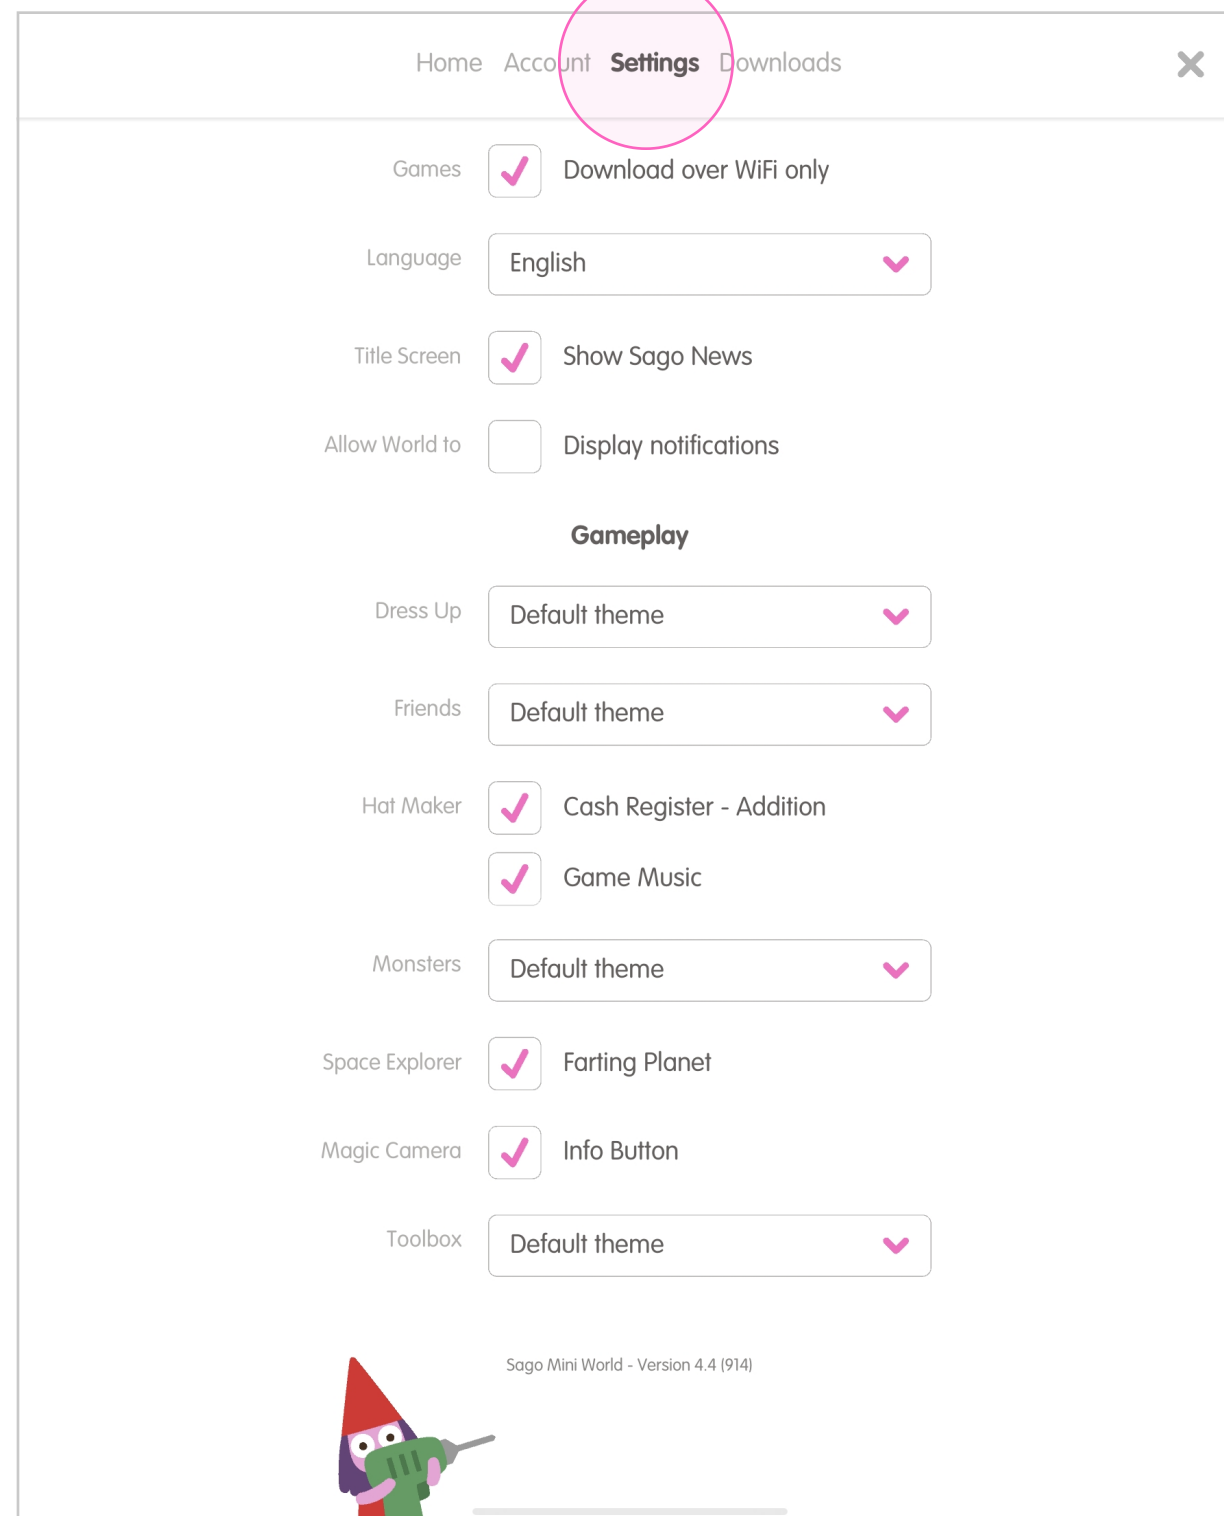 Home Account Settings Downloads
Games Download over WiFi only
Language English
Title Screen Show Sago News
Allow World to Display notifications
Gameplay
Dress Up Default theme
Friends Default theme
Hat Maker Cash Register - Addition
Game Music
Monsters Default theme
Space Explorer Farting Planet
Magic Camera Info Button
Toolbox Default theme
Sago Mini World - Version 4.4 (914)